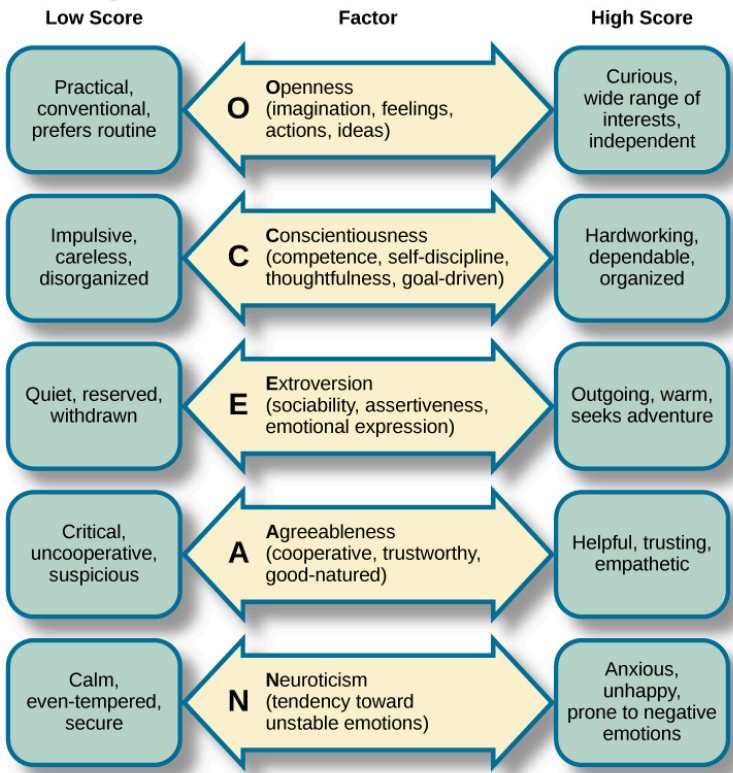 Low Score
Factor
High Score
Practical,
conventional,
prefers routine
O
Openness
(imagination, feelings,
actions, ideas)
Curious,
wide range of
interests,
independent
Impulsive,
careless,
disorganized
C
Conscientiousness
(competence, self-discipline,
thoughtfulness, goal-driven)
Hardworking,
dependable,
organized
Quiet, reserved,
withdrawn
E
Extroversion
(sociability, assertiveness,
emotional expression)
Outgoing, warm,
seeks adventure
Critical,
uncooperative,
suspicious
A
Agreeableness
(cooperative, trustworthy,
good-natured)
Helpful, trusting,
empathetic
Calm,
even-tempered,
secure
N
Neuroticism
(tendency toward
unstable emotions)
Anxious,
unhappy,
prone to negative
emotions